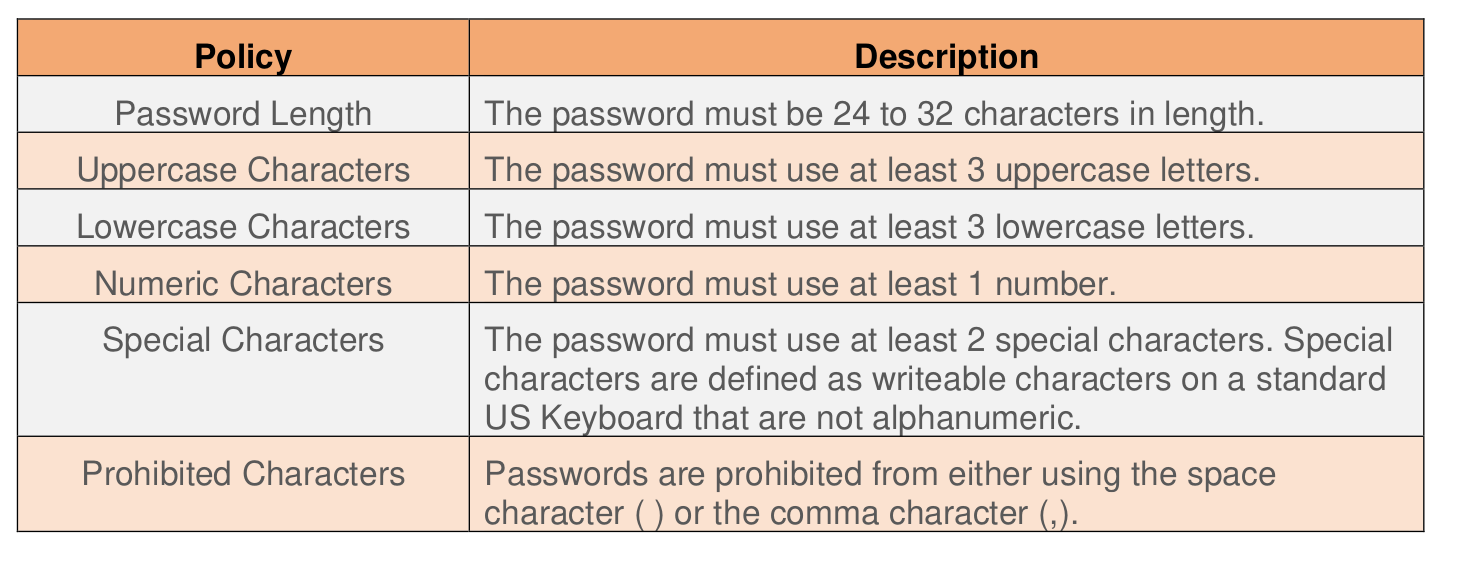 Policy Description
Password Length The password must be 24 to 32 characters in length.
Uppercase Characters The password must use at least 3 uppercase letters.
Lowercase Characters The password must use at least 3 lowercase letters.
Numeric Characters The password must use at least 1 number.
Special Characters The password must use at least 2 special characters. Special
characters are defined as writeable characters on a standard
US Keyboard that are not alphanumeric.
Prohibited Characters Passwords are prohibited from either using the space
character ( ) or the comma character (,).